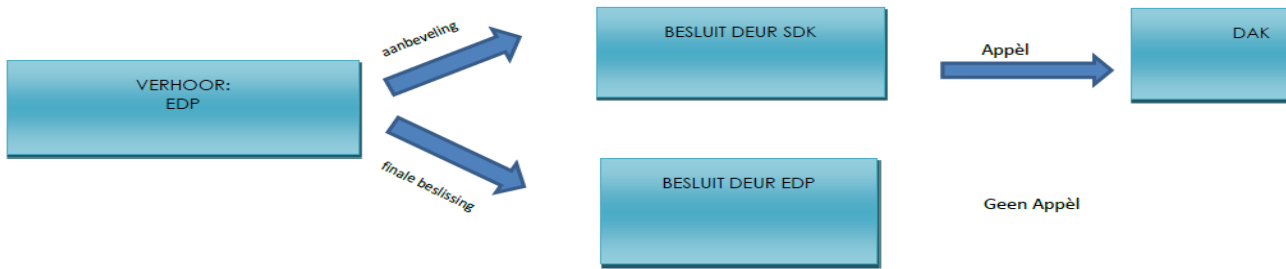 VERHOOR:
EDP
aanbeveling
BESLUIT DEUR SDK
Appèl
DAK
finale beslissing
BESLUIT DEUR EDP
Geen Appèl